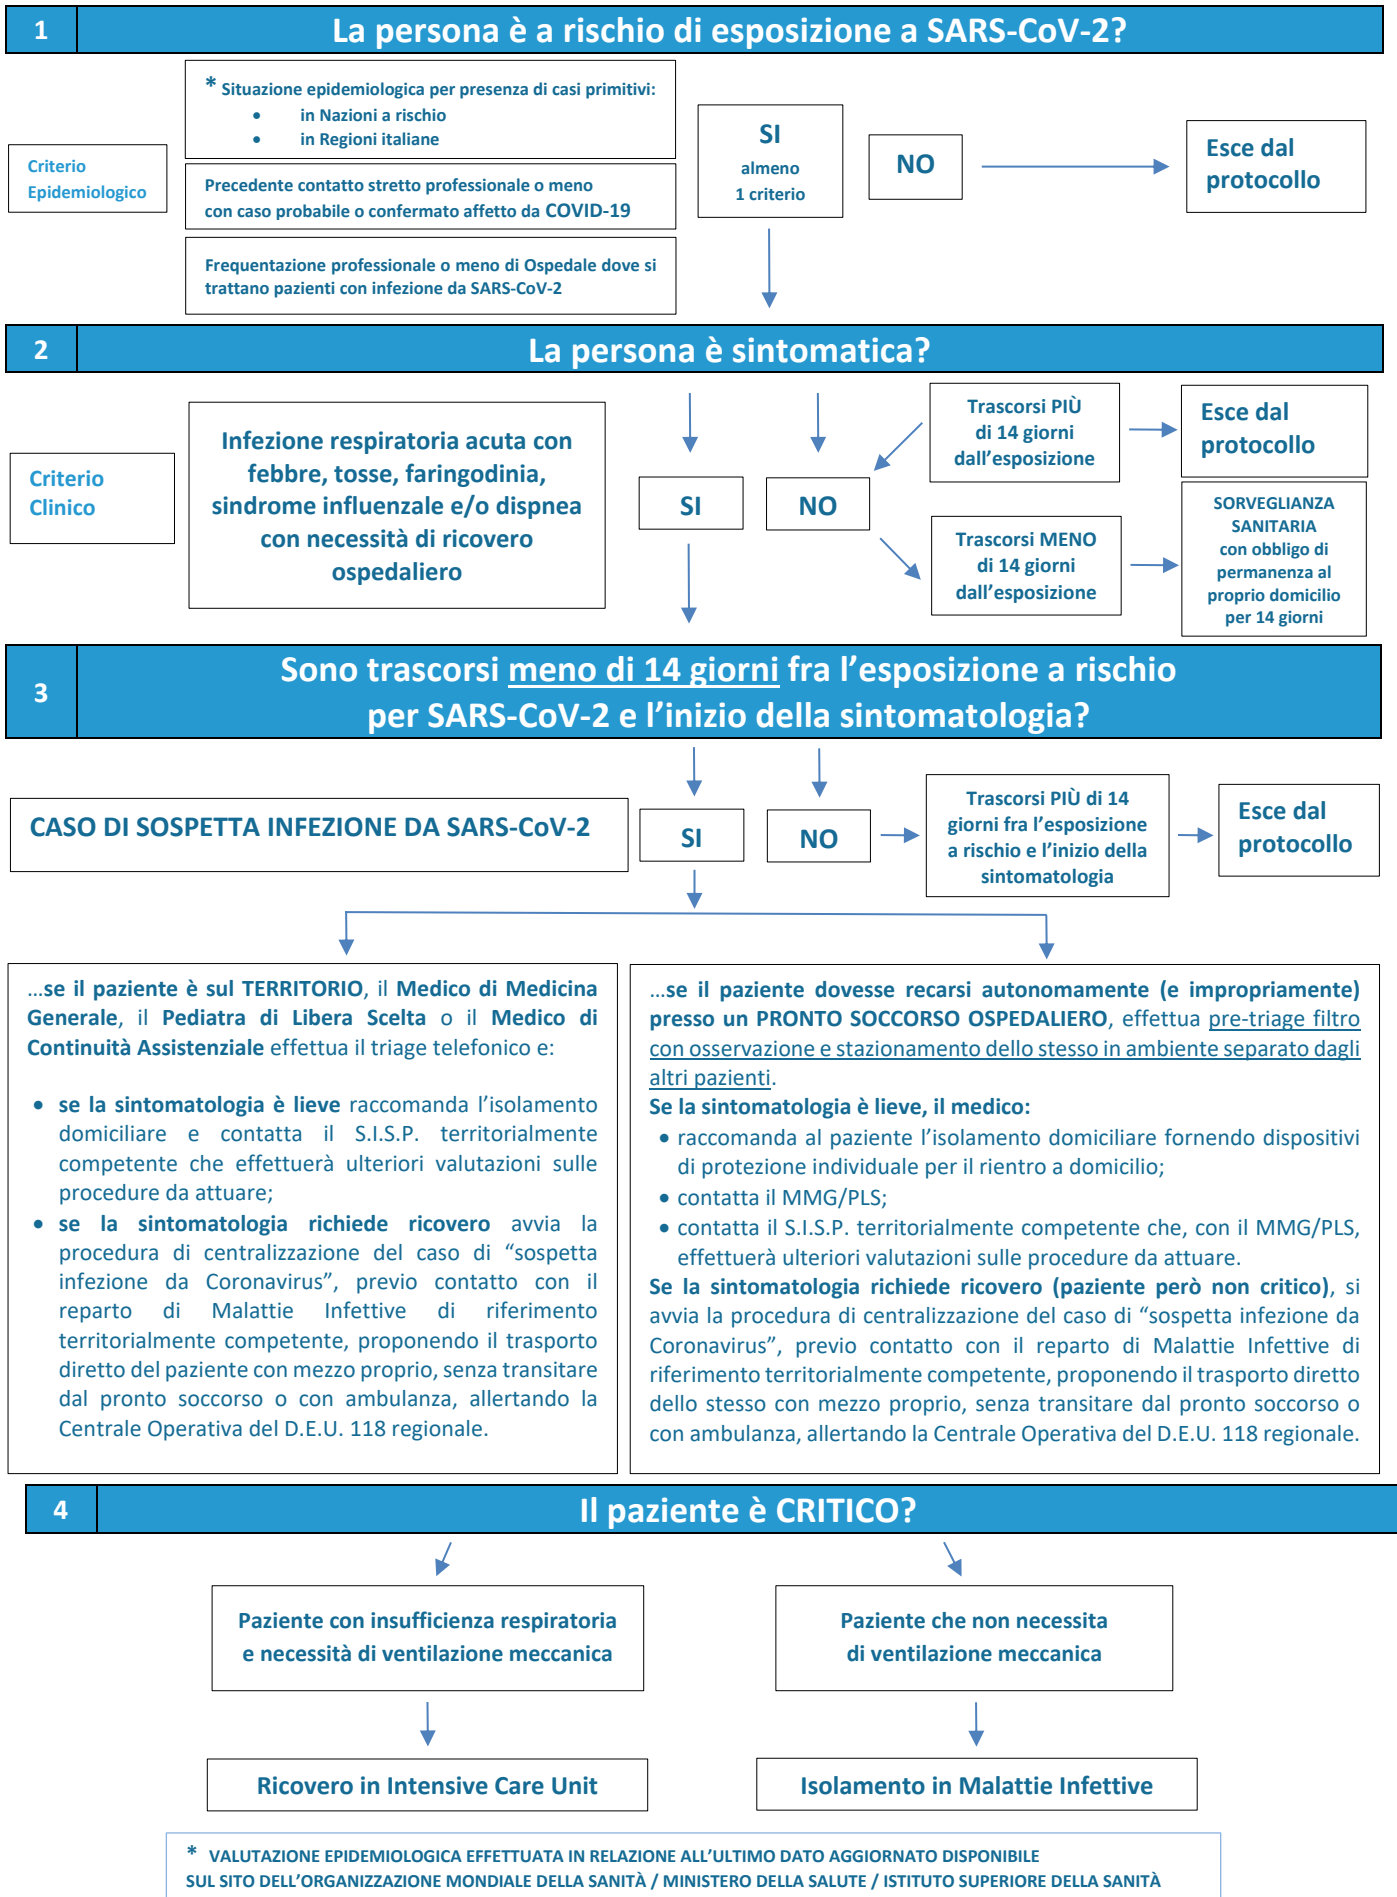 1
La persona è a rischio di esposizione a SARS-CoV-2?
Criterio
Epidemiologico
* Situazione epidemiologica per presenza di casi primitivi:
• in Nazioni a rischio
• in Regioni italiane
Precedente contatto stretto professionale o meno
con caso probabile o confermato affetto da COVID-19
Frequentazione professionale o meno di Ospedale dove si
trattano pazienti con infezione da SARS-CoV-2
SI
almeno
1 criterio
NO
Esce dal
protocollo
2
La persona è sintomatica?
Criterio
Clinico
Infezione respiratoria acuta con
febbre, tosse, faringodinia,
sindrome influenzale e/o dispnea
con necessità di ricovero
ospedaliero
SI
NO
Trascorsi PIÙ
di 14 giorni
dall’esposizione
Esce dal
protocollo
Trascorsi MENO
di 14 giorni
dall’esposizione
SORVEGLIANZA
SANITARIA
con obbligo di
permanenza al
proprio domicilio
per 14 giorni
3
Sono trascorsi meno di 14 giorni fra l’esposizione a rischio
per SARS-CoV-2 e l’inizio della sintomatologia?
CASO DI SOSPETTA INFEZIONE DA SARS-CoV-2
SI
NO
Trascorsi PIÙ di 14
giorni fra l’esposizione
a rischio e l’inizio della
sintomatologia
Esce dal
protocollo
…se il paziente è sul TERRITORIO, il Medico di Medicina
Generale, il Pediatra di Libera Scelta o il Medico di
Continuità Assistenziale effettua il triage telefonico e:
• se la sintomatologia è lieve raccomanda l’isolamento
domiciliare e contatta il S.I.S.P. territorialmente
competente che effettuerà ulteriori valutazioni sulle
procedure da attuare;
• se la sintomatologia richiede ricovero avvia la
procedura di centralizzazione del caso di “sospetta
infezione da Coronavirus”, previo contatto con il
reparto di Malattie Infettive di riferimento
territorialmente competente, proponendo il trasporto
diretto del paziente con mezzo proprio, senza transitare
dal pronto soccorso o con ambulanza, allertando la
Centrale Operativa del D.E.U. 118 regionale.
…se il paziente dovesse recarsi autonomamente (e impropriamente)
presso un PRONTO SOCCORSO OSPEDALIERO, effettua pre-triage filtro
con osservazione e stazionamento dello stesso in ambiente separato dagli
altri pazienti.
Se la sintomatologia è lieve, il medico:
• raccomanda al paziente l’isolamento domiciliare fornendo dispositivi
di protezione individuale per il rientro a domicilio;
• contatta il MMG/PLS;
• contatta il S.I.S.P. territorialmente competente che, con il MMG/PLS,
effettuerà ulteriori valutazioni sulle procedure da attuare.
Se la sintomatologia richiede ricovero (paziente però non critico), si
avvia la procedura di centralizzazione del caso di “sospetta infezione da
Coronavirus”, previo contatto con il reparto di Malattie Infettive di
riferimento territorialmente competente, proponendo il trasporto diretto
dello stesso con mezzo proprio, senza transitare dal pronto soccorso o
con ambulanza, allertando la Centrale Operativa del D.E.U. 118 regionale.
4
Il paziente è CRITICO?
Paziente con insufficienza respiratoria
e necessità di ventilazione meccanica
Paziente che non necessita
di ventilazione meccanica
Ricovero in Intensive Care Unit
Isolamento in Malattie Infettive
* VALUTAZIONE EPIDEMIOLOGICA EFFETTUATA IN RELAZIONE ALL’ULTIMO DATO AGGIORNATO DISPONIBILE
SUL SITO DELL’ORGANIZZAZIONE MONDIALE DELLA SANITÀ / MINISTERO DELLA SALUTE / ISTITUTO SUPERIORE DELLA SANITÀ